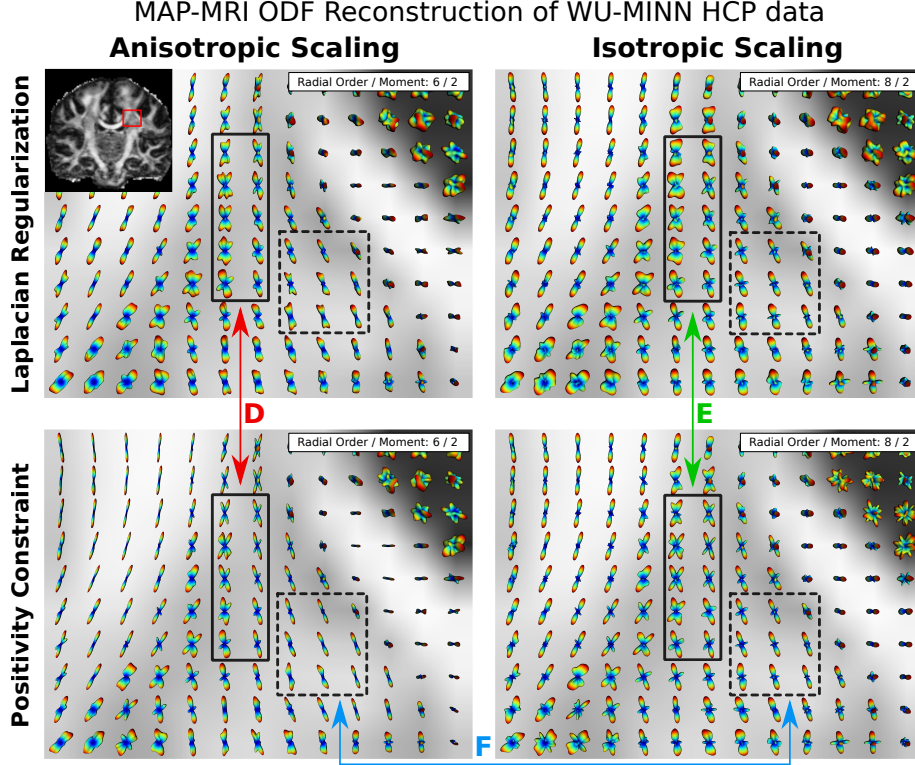 MAP-MRI ODF Reconstruction of WU-MINN HCP data
Anisotropic Scaling
Isotropic Scaling
Laplacian Regularization
Radial Order / Moment: 6 / 2
Radial Order / Moment: 8 / 2
D
E
Positivity Constraint
Radial Order / Moment: 6 / 2
Radial Order / Moment: 8 / 2
F